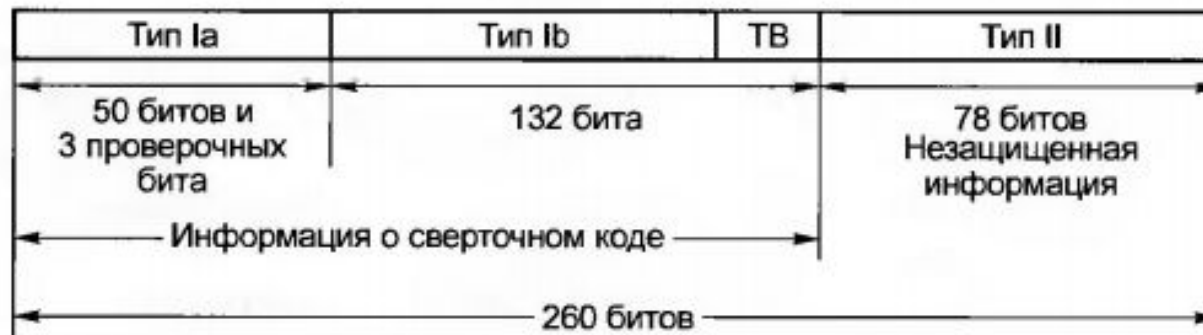 Тип Ia Тип Ib ТВ Тип II
50 битов и
3 проверочных
бита
132 бита
78 битов
Незащищенная
информация
Информация о сверточном коде
260 битов